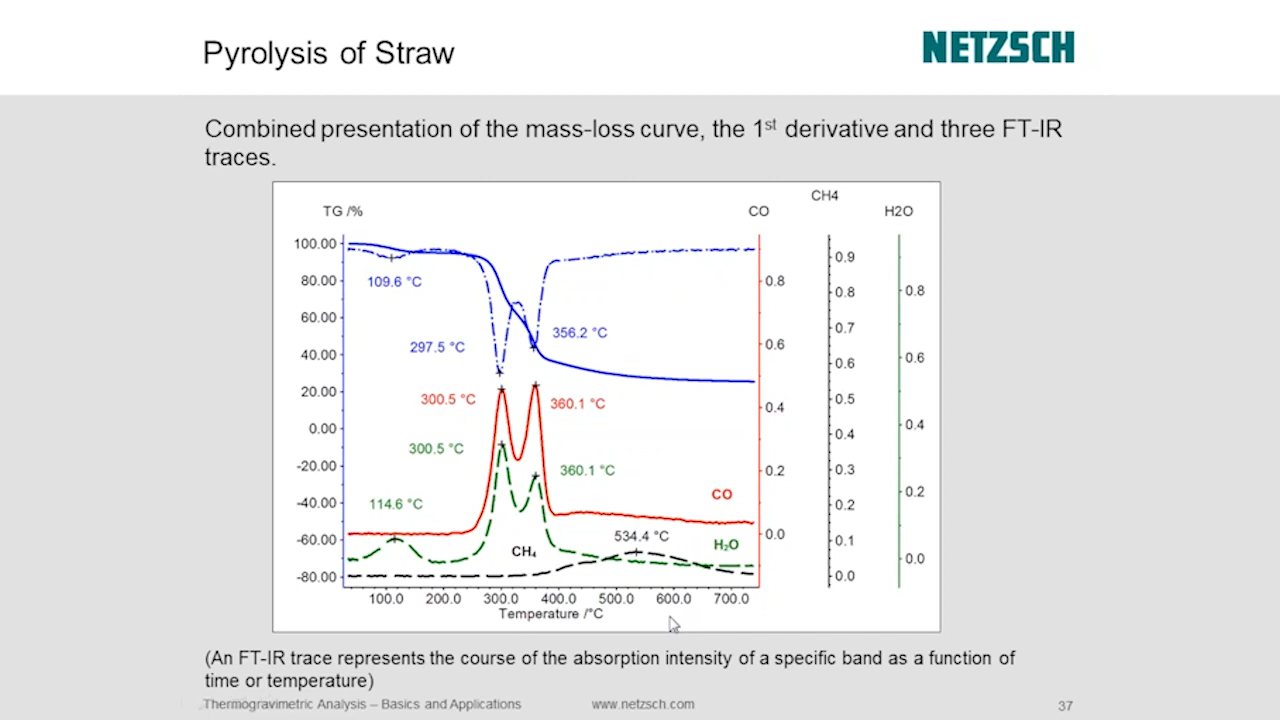 Pyrolysis of Straw
NETZSCH
Combined presentation of the mass-loss curve, the 1st derivative and three FT-IR
traces.
CH4
TG /%
CO
H2O
100.00
80.00
60.00
40.00
20.00
0.00
-20.00
-40.00
-60.00
-80.00
109.6 °C
297.5 °C
356.2 °C
300.5 °C
360.1 °C
300.5 °C
360.1 °C
114.6 °C
534.4 °C
CO
H₂O
CH₄
0.8
0.6
0.4
0.2
0.0
0.9
0.8
0.7
0.6
0.5
0.4
0.3
0.2
0.1
0.0
0.8
0.6
0.4
0.2
0.0
100.0 200.0 300.0 400.0 500.0 600.0 700.0
Temperature /°C
(An FT-IR trace represents the course of the absorption intensity of a specific band as a function of
time or temperature)
Thermogravimetric Analysis – Basics and Applications
www.netzsch.com
37